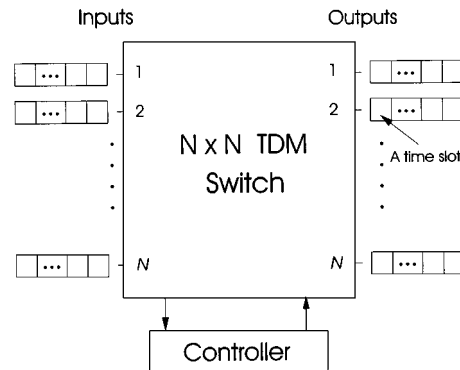 Inputs
Outputs
...
1
1
...
...
2
2
...
N x N TDM
Switch
A time slot
...
N
N
...
Controller